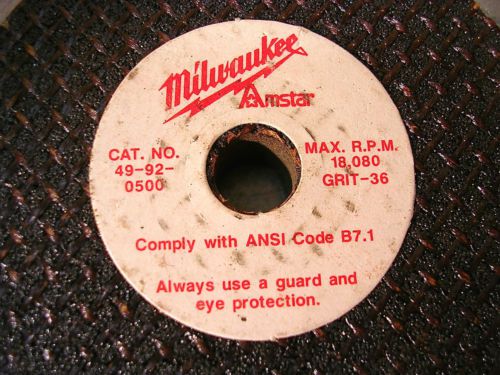 Milwaukee
Amstar
CAT. NO.
49-92-
0500
MAX. R.P.M.
18,080
GRIT-36
Comply with ANSI Code B7.1
Always use a guard and
eye protection.